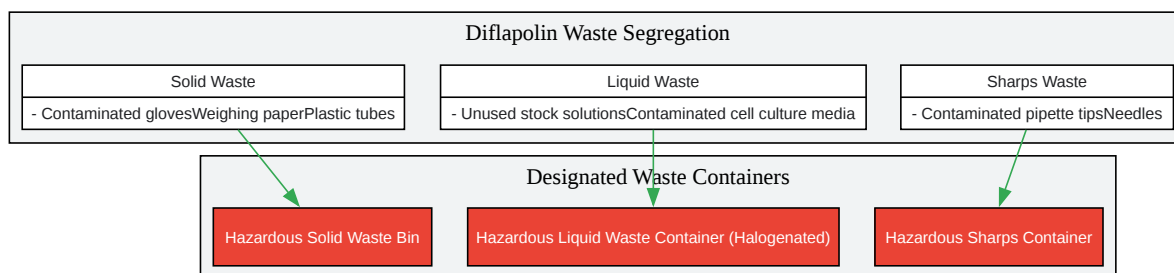 Diflapolin Waste Segregation
Solid Waste
- Contaminated glovesWeighing paperPlastic tubes
Liquid Waste
- Unused stock solutionsContaminated cell culture media
Sharps Waste
- Contaminated pipette tipsNeedles
Designated Waste Containers
Hazardous Solid Waste Bin
Hazardous Liquid Waste Container (Halogenated)
Hazardous Sharps Container